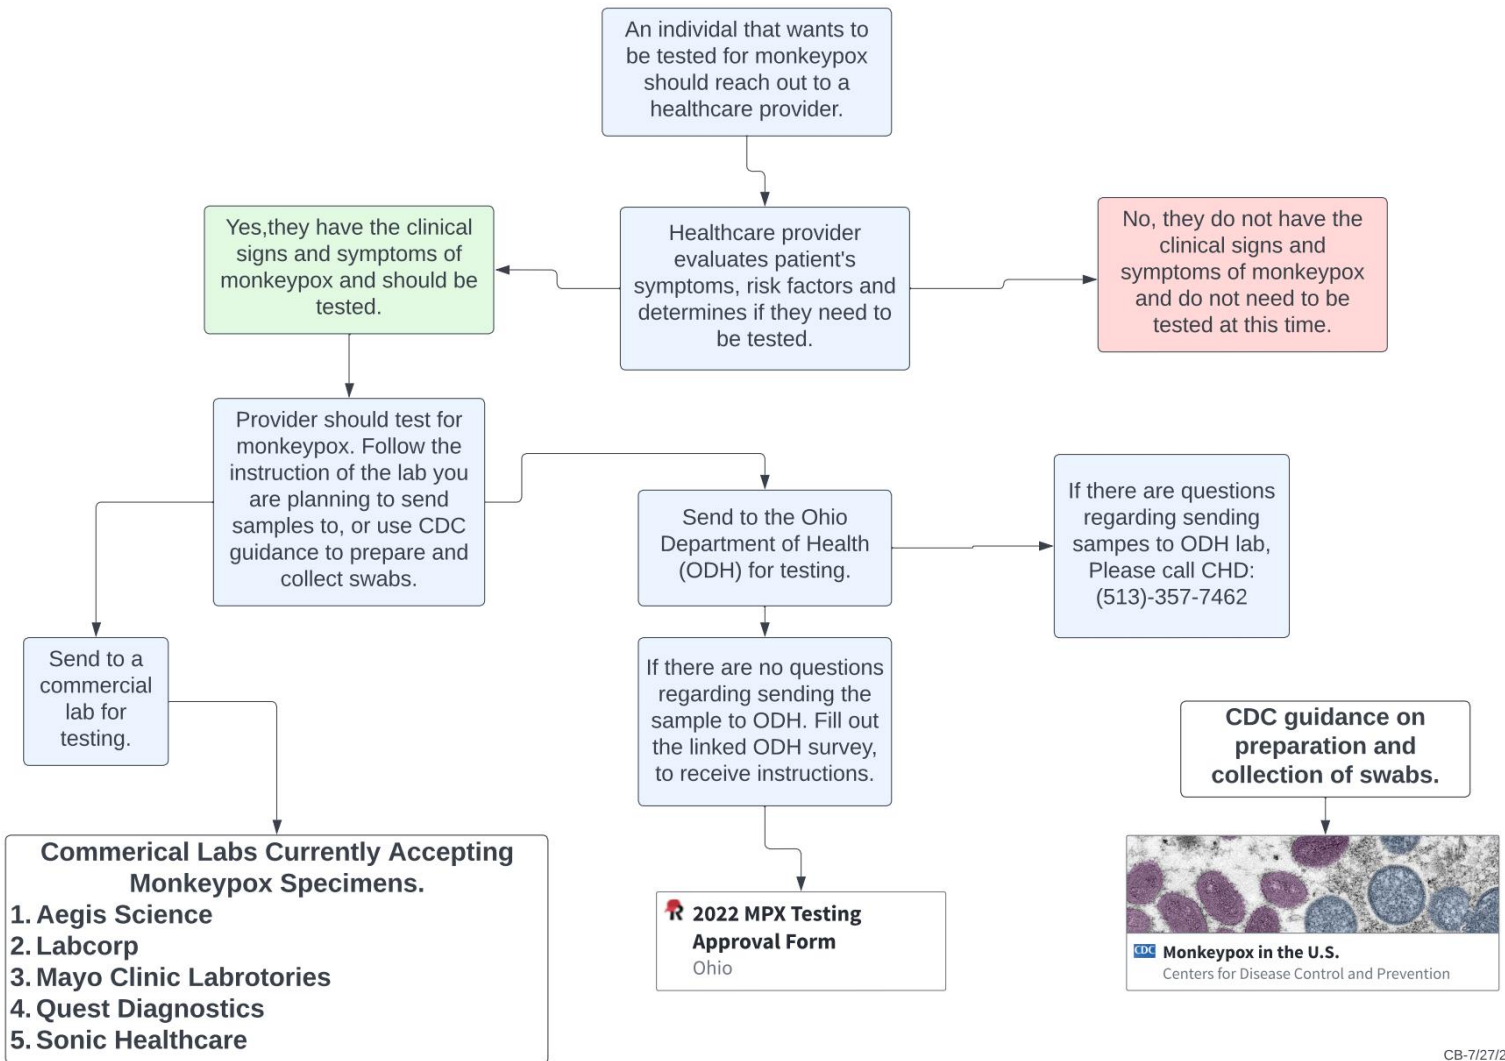 An individal that wants to
be tested for monkeypox
should reach out to a
healthcare provider.
Yes,they have the clinical
signs and symptoms of
monkeypox and should be
tested.
Healthcare provider
evaluates patient's
symptoms, risk factors and
determines if they need to
be tested.
No, they do not have the
clinical signs and
symptoms of monkeypox
and do not need to be
tested at this time.
Provider should test for
monkeypox. Follow the
instruction of the lab you
are planning to send
samples to, or use CDC
guidance to prepare and
collect swabs.
Send to the Ohio
Department of Health
(ODH) for testing.
If there are questions
regarding sending
sampes to ODH lab,
Please call CHD:
(513)-357-7462
Send to a
commercial
lab for
testing.
If there are no questions
regarding sending the
sample to ODH. Fill out
the linked ODH survey,
to receive instructions.
CDC guidance on
preparation and
collection of swabs.
Commerical Labs Currently Accepting
Monkeypox Specimens.
1. Aegis Science
2. Labcorp
3. Mayo Clinic Labrotories
4. Quest Diagnostics
5. Sonic Healthcare
R 2022 MPX Testing
Approval Form
Ohio
CDC Monkeypox in the U.S.
Centers for Disease Control and Prevention
CB-7/27/2